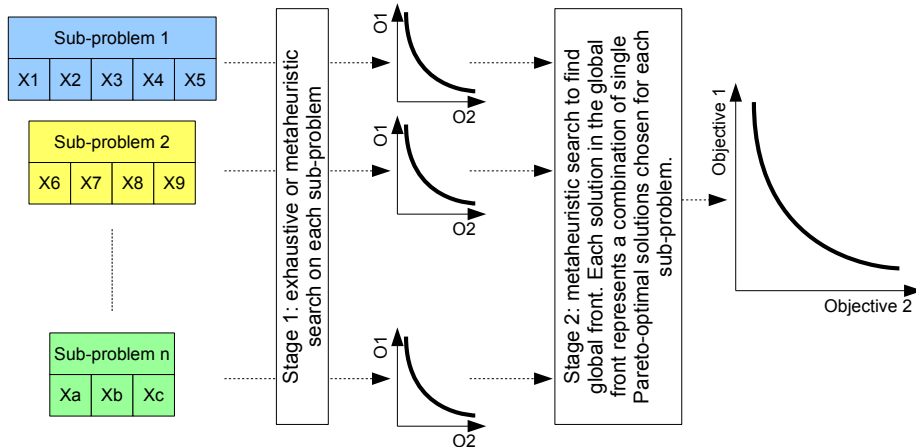 Sub-problem 1
X1 X2 X3 X4 X5
Sub-problem 2
X6 X7 X8 X9
Sub-problem n
Xa Xb Xc
Stage 1: exhaustive or metaheuristic
search on each sub-problem
O1
O2
O1
O2
O1
O2
Stage 2: metaheuristic search to find
global front. Each solution in the global
front represents a combination of single
Pareto-optimal solutions chosen for each
sub-problem.
Objective 1
Objective 2